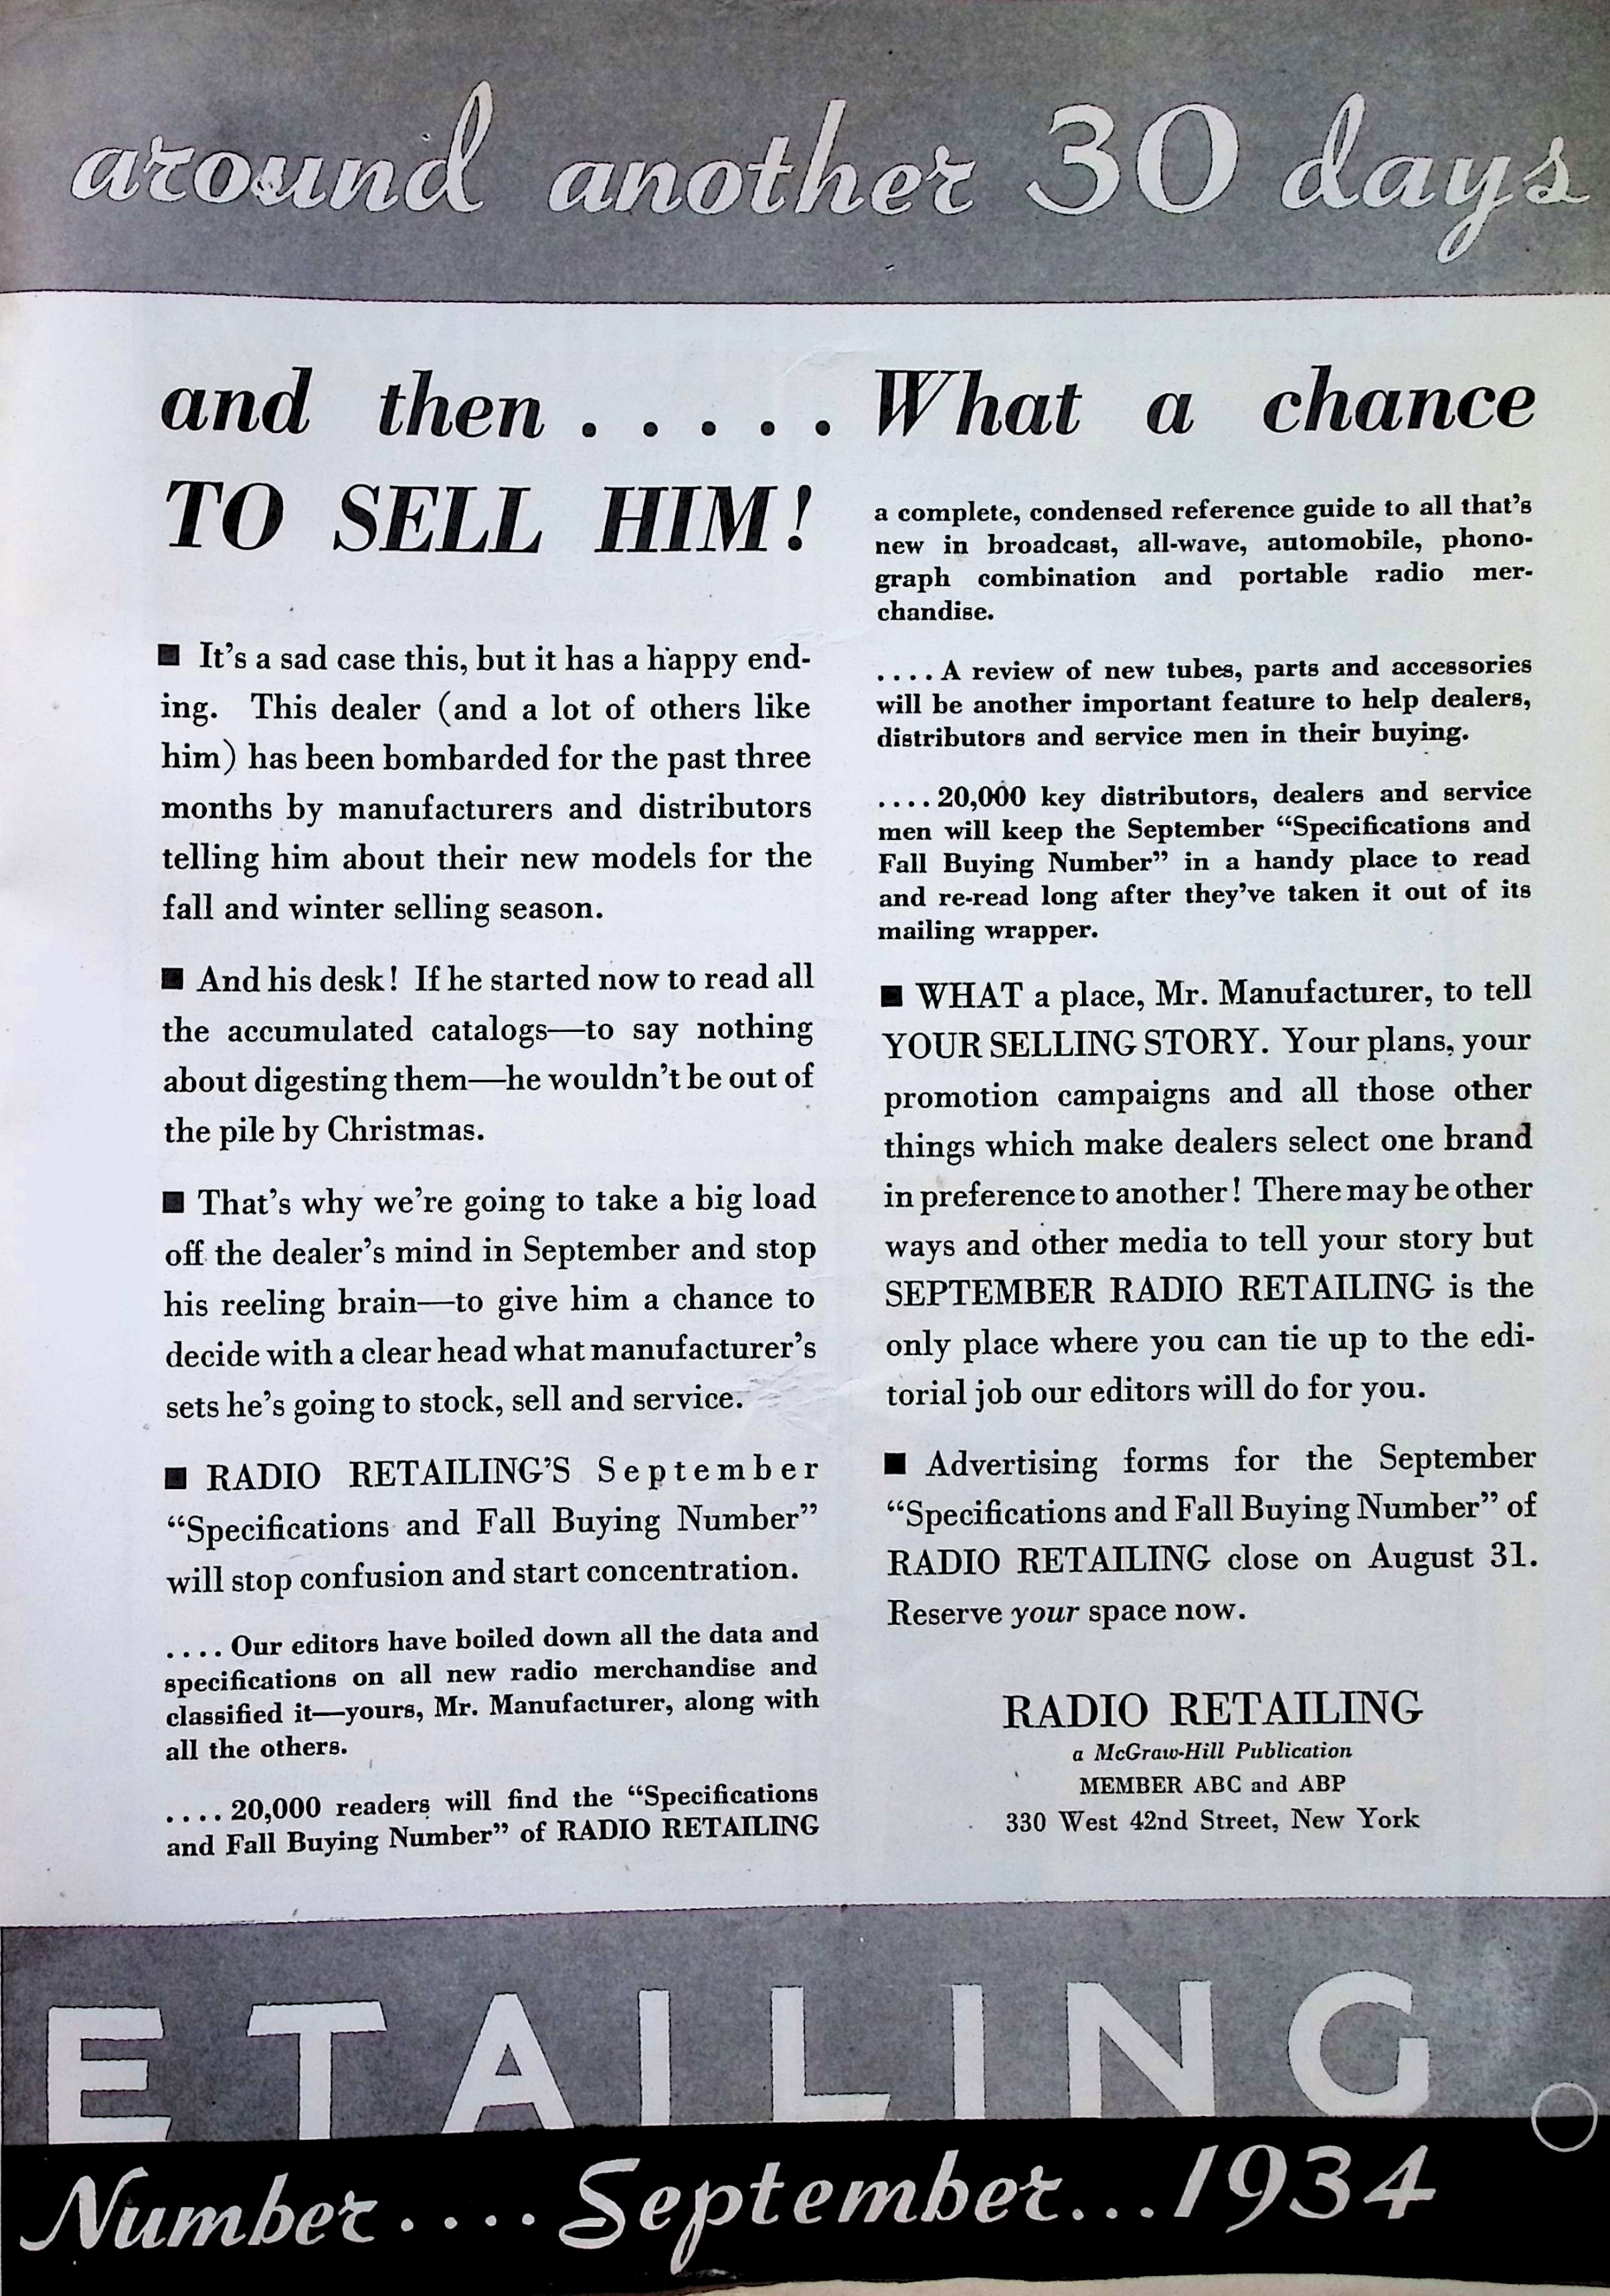 around another 30 days
and then . . . . . What a chance
TO SELL HIM!
■ It's a sad case this, but it has a happy end-
ing. This dealer (and a lot of others like
him) has been bombarded for the past three
months by manufacturers and distributors
telling him about their new models for the
fall and winter selling season.
■ And his desk! If he started now to read all
the accumulated catalogs—to say nothing
about digesting them—he wouldn't be out of
the pile by Christmas.
■ That's why we're going to take a big load
off the dealer's mind in September and stop
his reeling brain—to give him a chance to
decide with a clear head what manufacturer's
sets he's going to stock, sell and service.
■ RADIO RETAILING'S September
"Specifications and Fall Buying Number"
will stop confusion and start concentration.
. . . . Our editors have boiled down all the data and
specifications on all new radio merchandise and
classified it—yours, Mr. Manufacturer, along with
all the others.
. . . . 20,000 readers will find the "Specifications
and Fall Buying Number" of RADIO RETAILING
a complete, condensed reference guide to all that's
new in broadcast, all-wave, automobile, phono-
graph combination and portable radio mer-
chandise.
. . . . A review of new tubes, parts and accessories
will be another important feature to help dealers,
distributors and service men in their buying.
. . . . 20,000 key distributors, dealers and service
men will keep the September "Specifications and
Fall Buying Number" in a handy place to read
and re-read long after they've taken it out of its
mailing wrapper.
■ WHAT a place, Mr. Manufacturer, to tell
YOUR SELLING STORY. Your plans, your
promotion campaigns and all those other
things which make dealers select one brand
in preference to another! There may be other
ways and other media to tell your story but
SEPTEMBER RADIO RETAILING is the
only place where you can tie up to the edi-
torial job our editors will do for you.
■ Advertising forms for the September
"Specifications and Fall Buying Number" of
RADIO RETAILING close on August 31.
Reserve your space now.
RADIO RETAILING
a McGraw-Hill Publication
MEMBER ABC and ABP
330 West 42nd Street, New York
ETAILING
Number . . . . September . . . 1934